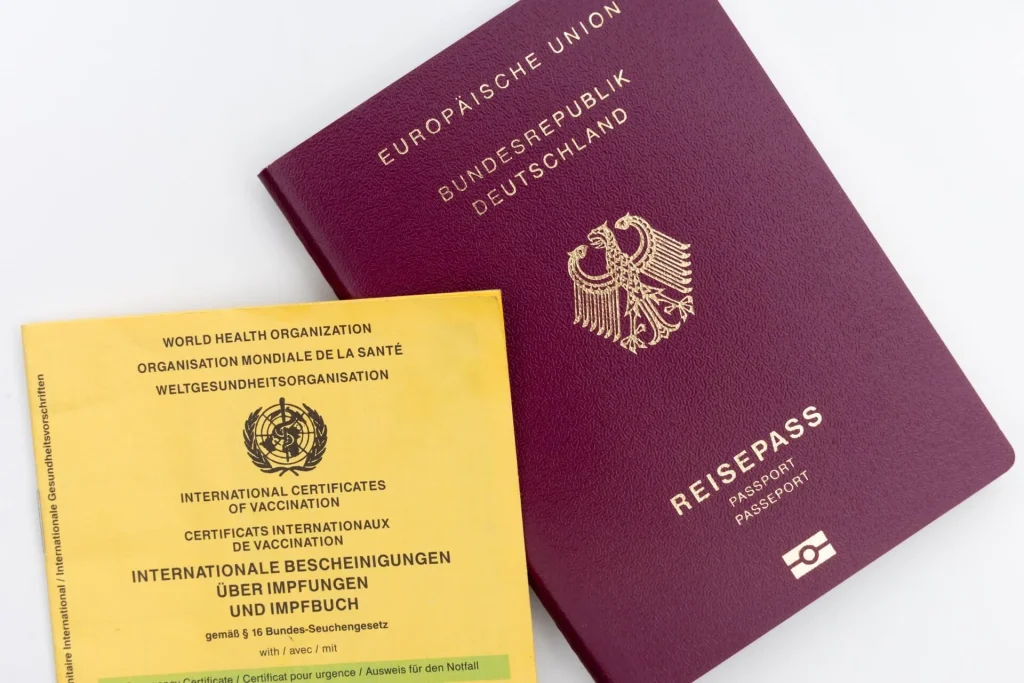 EUROPÄISCHE UNION
BUNDESREPUBLIK
DEUTSCHLAND
REISEPASS
PASSPORT
PASSEPORT
WORLD HEALTH ORGANIZATION
ORGANISATION MONDIALE DE LA SANTÉ
WELTGESUNDHEITSORGANISATION
INTERNATIONAL CERTIFICATES
OF VACCINATION
CERTIFICATS INTERNATIONAUX
DE VACCINATION
INTERNATIONALE BESCHEINIGUNGEN
ÜBER IMPFUNGEN
UND IMPFBUCH
gemäß § 16 Bundes-Seuchengesetz
with / avec / mit
Certificate / Certificat pour urgence / Ausweis für den Notfall
International / Internationale Gesundheitsvorschriften